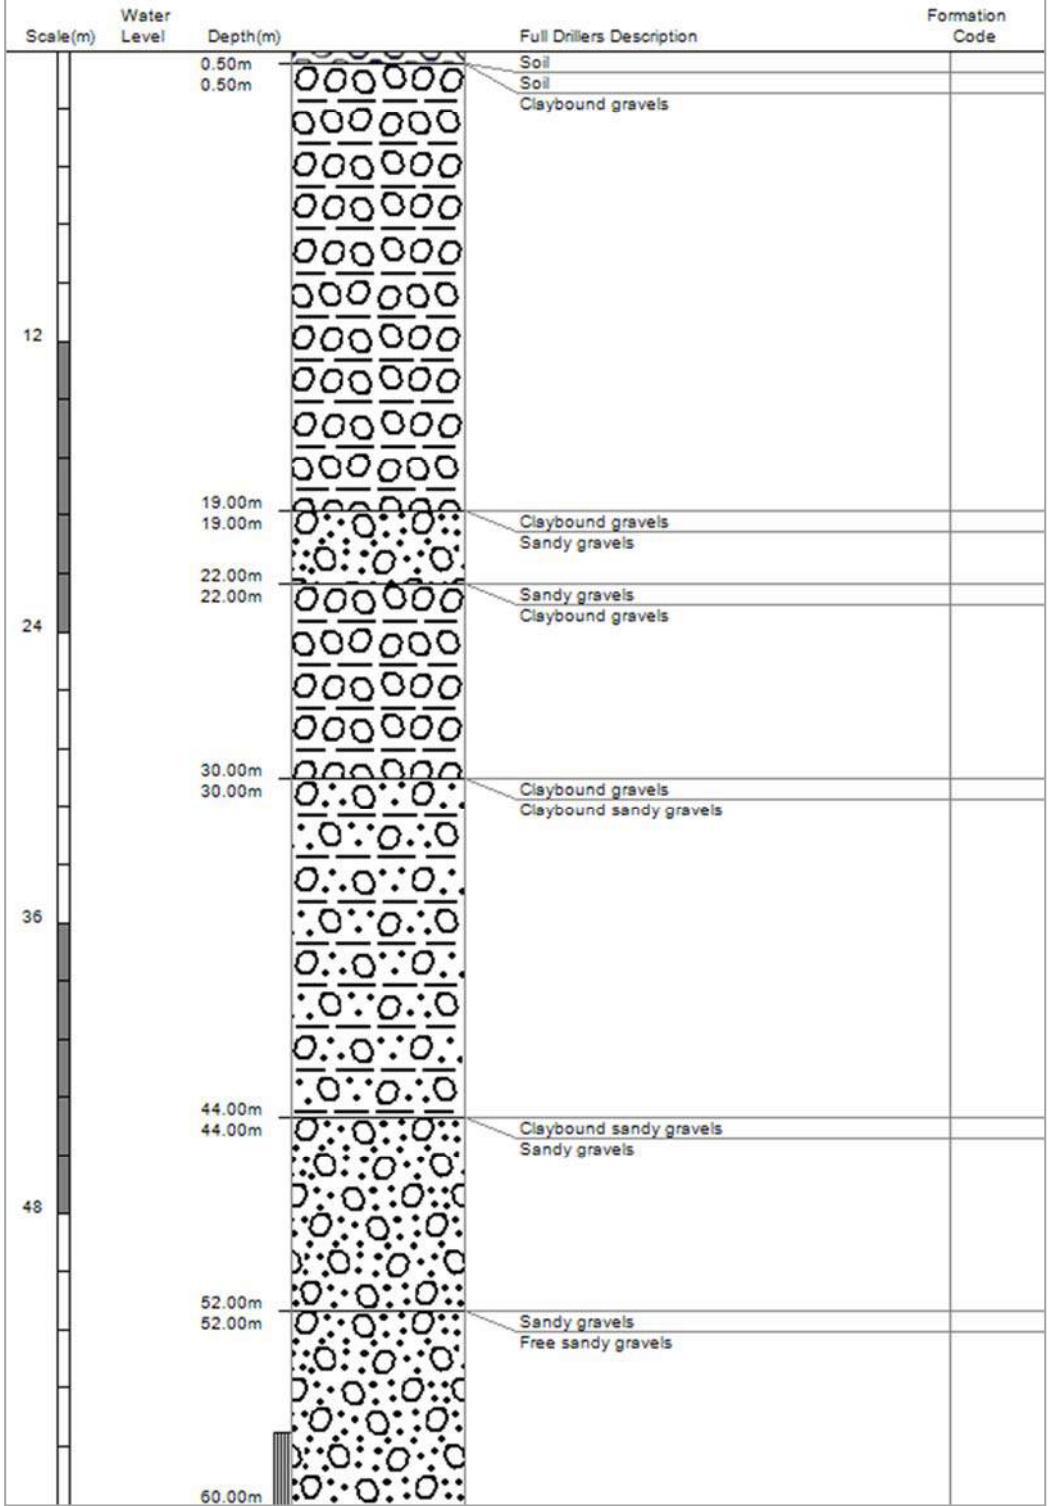 Water Formation
Scale(m) Level Depth(m) Full Drillers Description Code
0.50m Soil
0.50m Soil
Claybound gravels
12
19.00m Claybound gravels
19.00m Sandy gravels
22.00m Sandy gravels
22.00m Claybound gravels
24
30.00m Claybound gravels
30.00m Claybound sandy gravels
36
44.00m Claybound sandy gravels
44.00m Sandy gravels
48
52.00m Sandy gravels
52.00m Free sandy gravels
60.00m